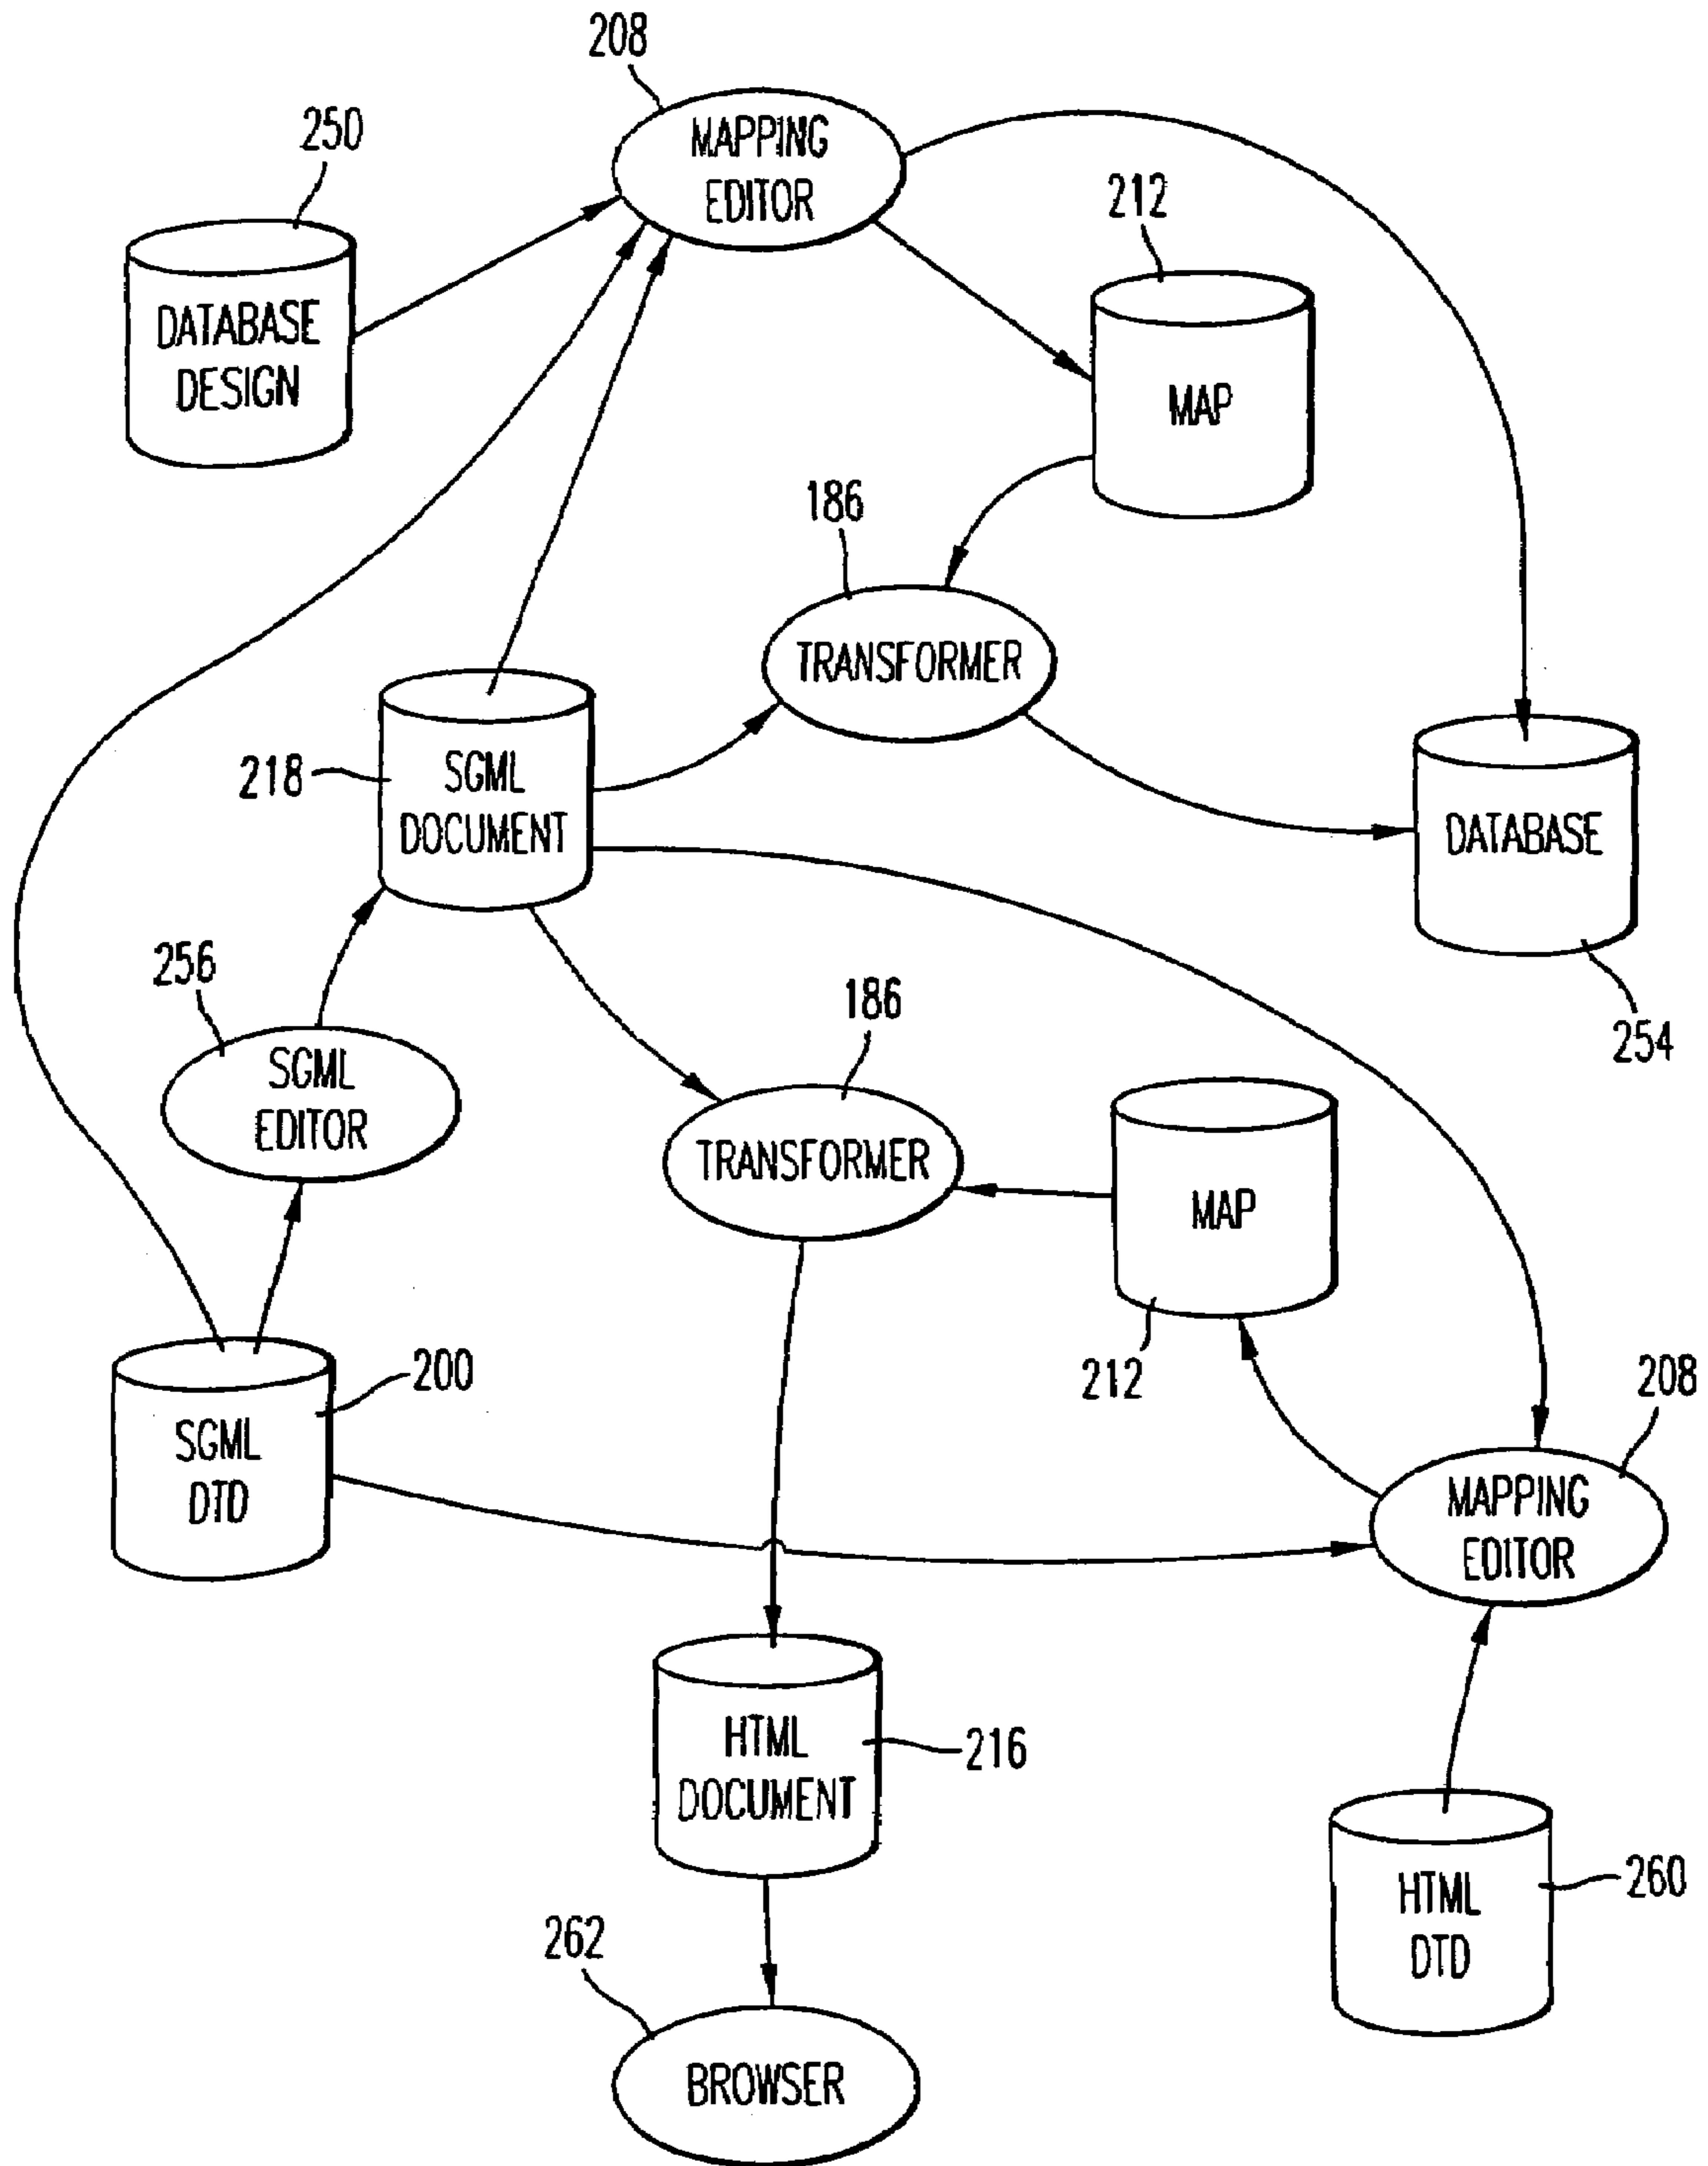 208
MAPPING
EDITOR
250
DATABASE
DESIGN
212
MAP
186
TRANSFORMER
218
SGML
DOCUMENT
DATABASE
254
256
SGML
EDITOR
186
TRANSFORMER
MAP
212
200
SGML
DTD
208
MAPPING
EDITOR
HTML
DOCUMENT
216
HTML
DTD
260
262
BROWSER